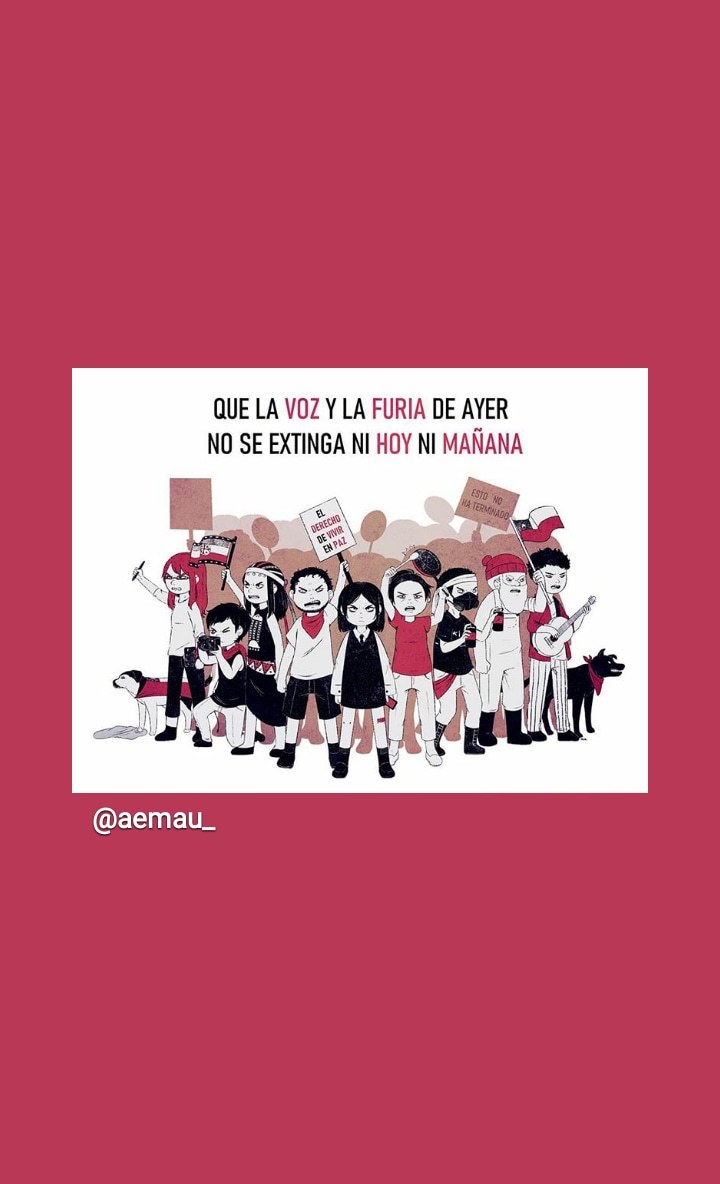 QUE LA VOZ Y LA FURIA DE AYER
NO SE EXTINGA NI HOY NI MAÑANA
EL
DERECHO
DE VIVIR
EN PAZ
ESTO NO
HA TERMINADO
@aemau_